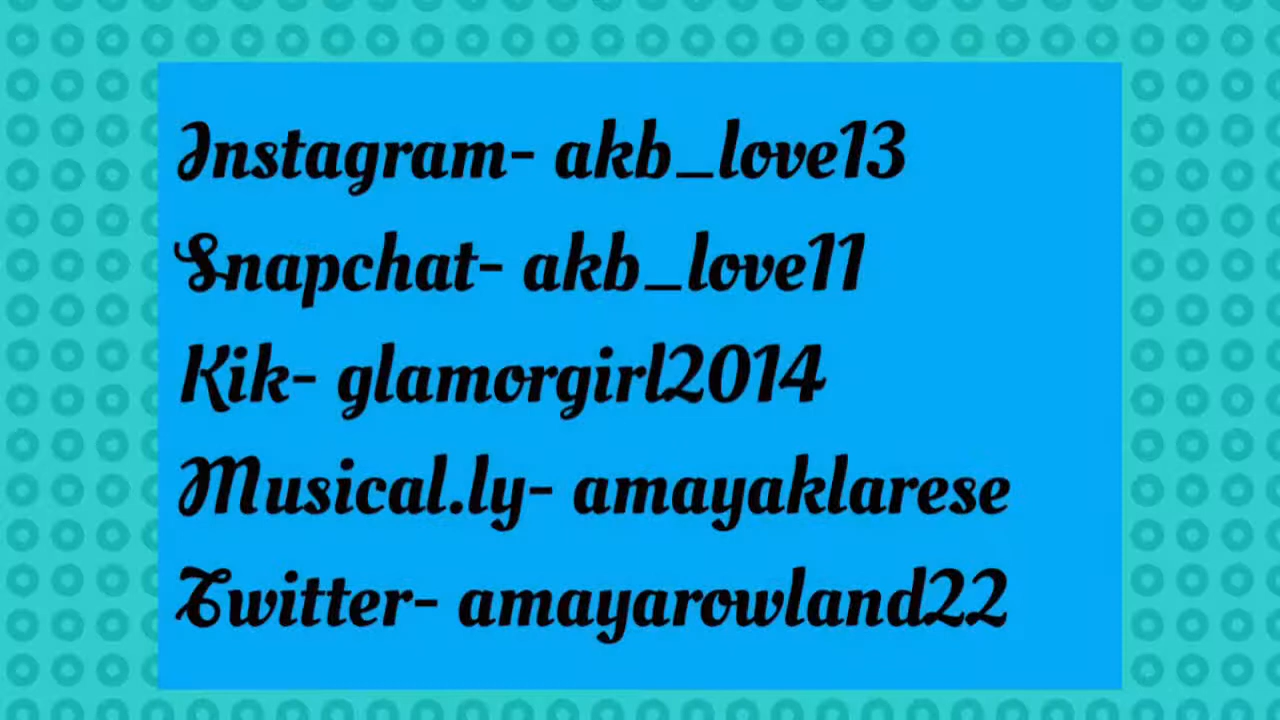 Instagram- akb_love13
Snapchat- akb_love11
Kik- glamorgirl2014
Musical.ly- amayaklarese
Twitter- amayarowland22